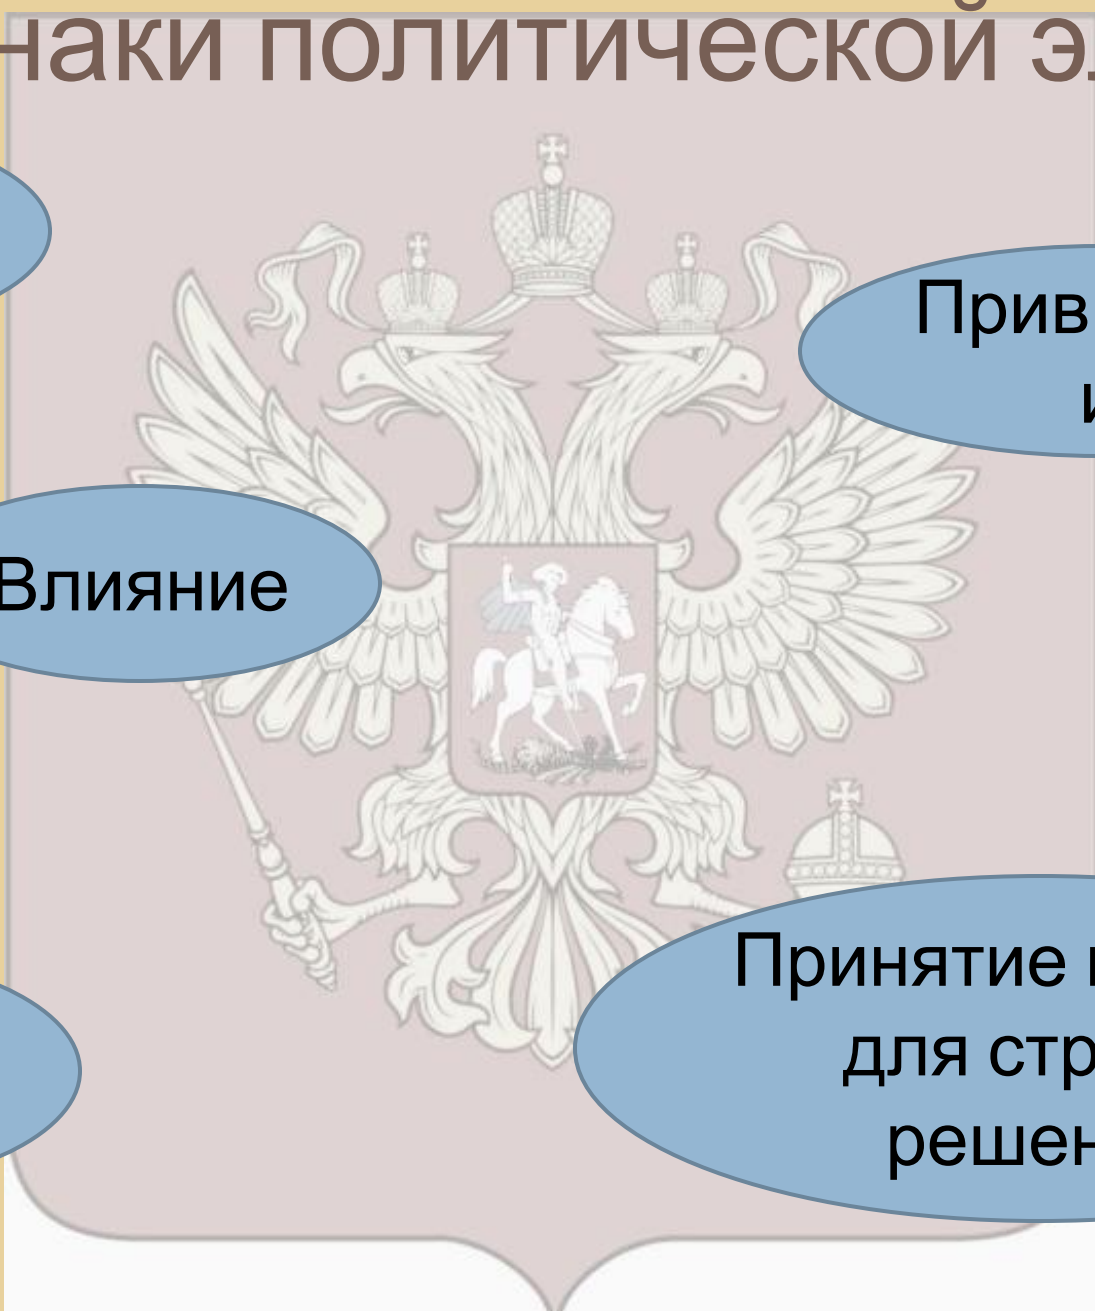 наки политической э
Прив
и
Влияние
Принятие
для стр
решен